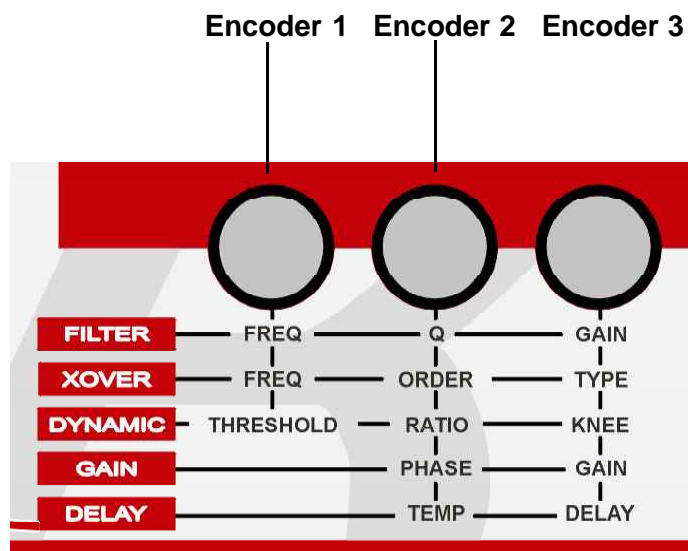 Encoder 1 Encoder 2 Encoder 3
FILTER FREQ Q GAIN
XOVER FREQ ORDER TYPE
DYNAMIC THRESHOLD RATIO KNEE
GAIN PHASE GAIN
DELAY TEMP DELAY